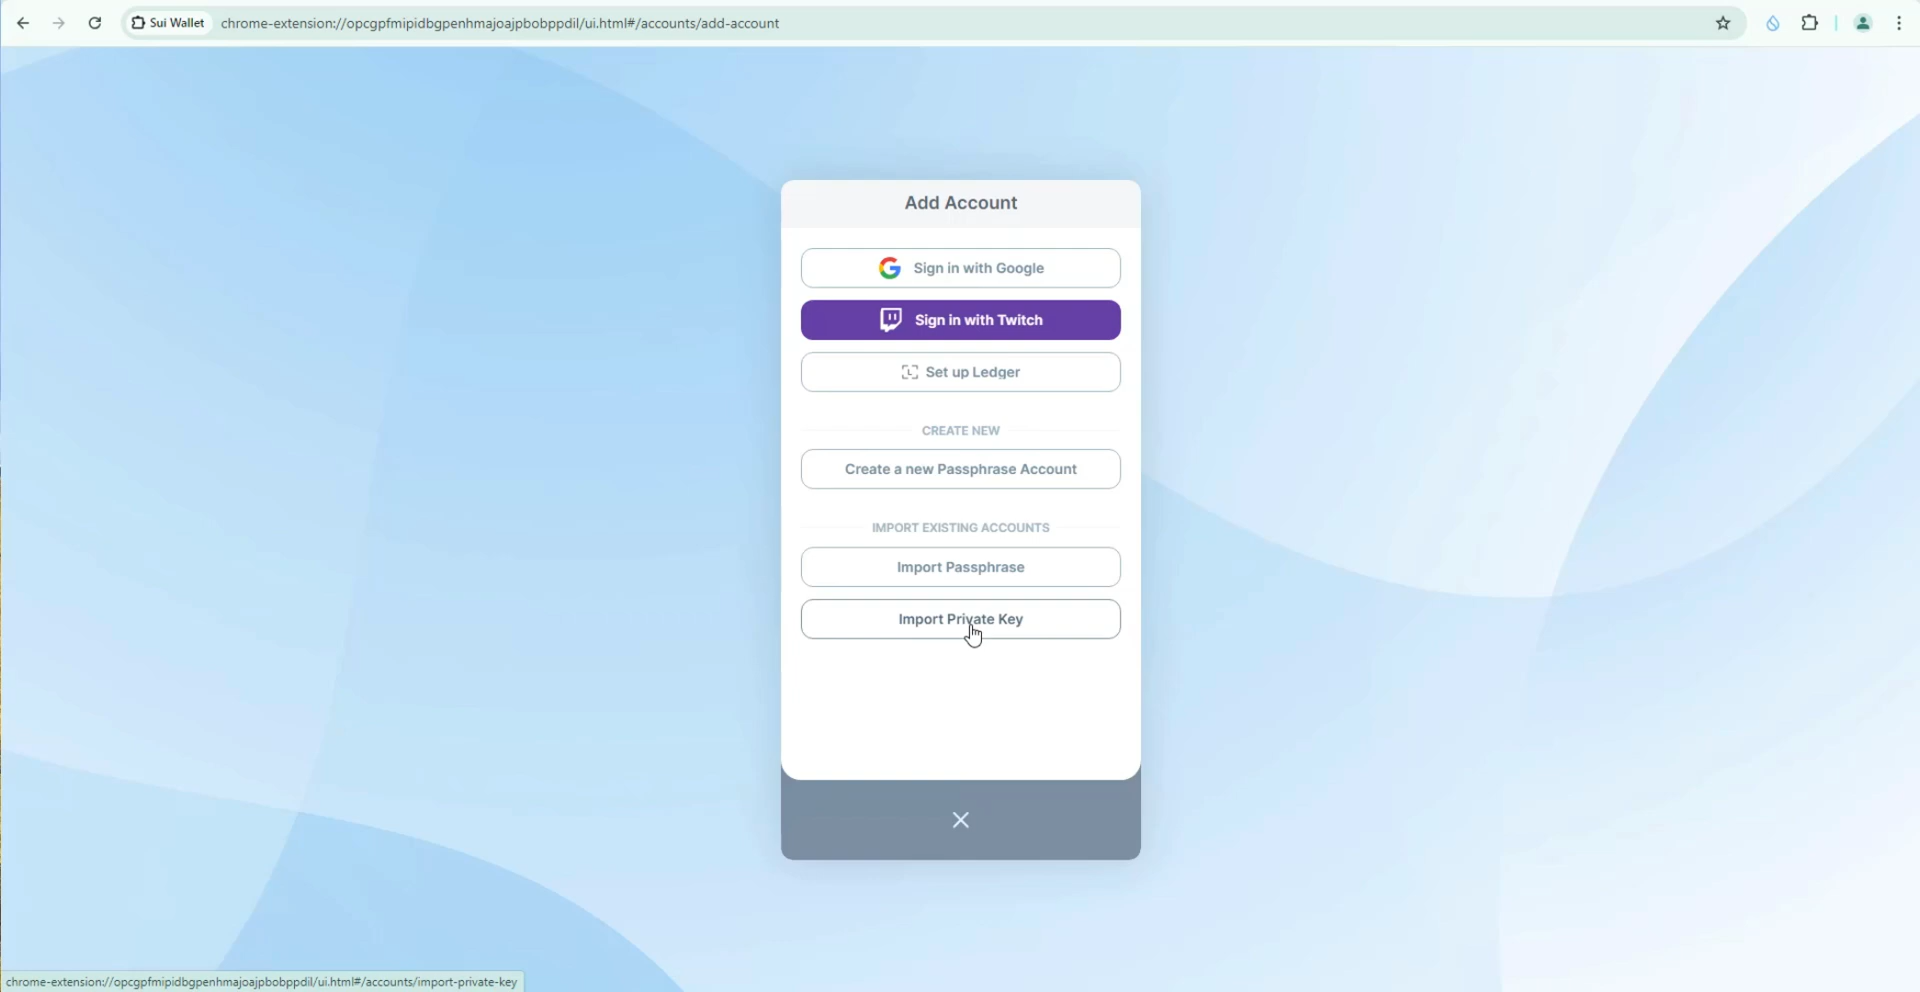 Sui Wallet
chrome-extension://opcgpfmipidbgpenhmajoajpbobppdil/ui.html#/accounts/add-account
Add Account
Sign in with Google
Sign in with Twitch
Set up Ledger
CREATE NEW
Create a new Passphrase Account
IMPORT EXISTING ACCOUNTS
Import Passphrase
Import Private Key
chrome-extension://opcgpfmipidbgpenhmajoajpbobppdil/ui.html#/accounts/import-private-key